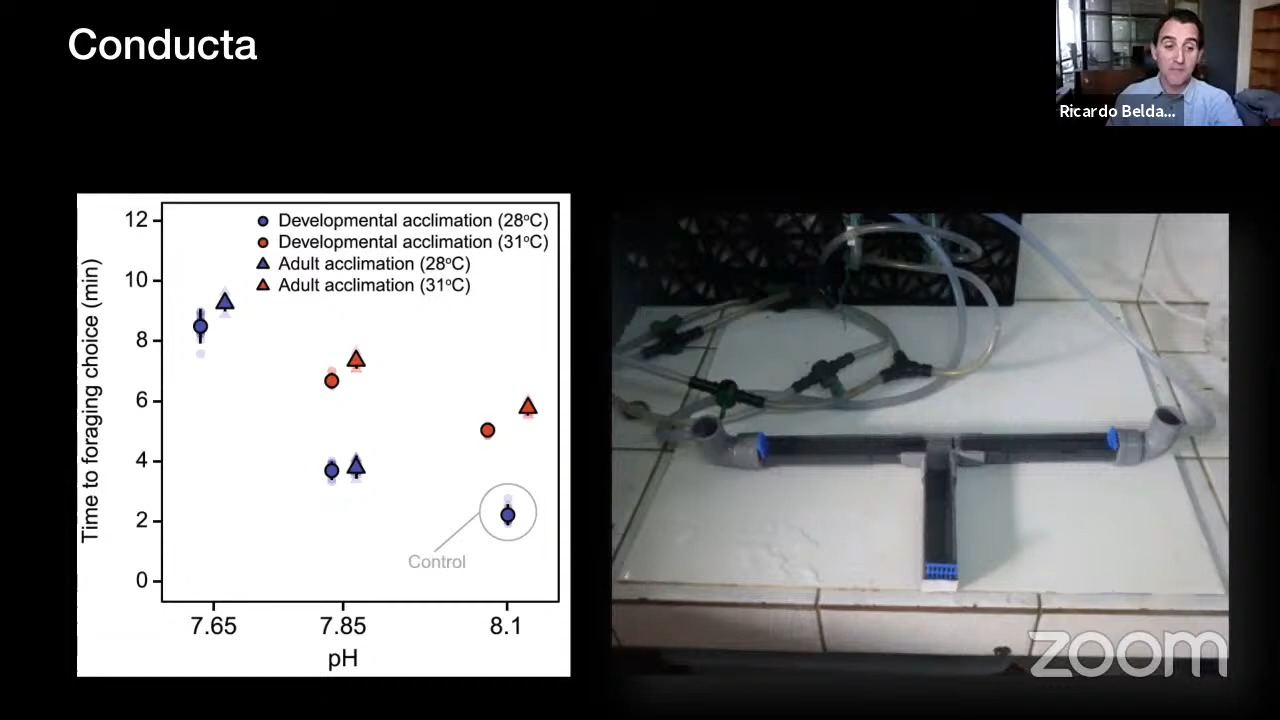 Conducta
Ricardo Belda...
Developmental acclimation (28°C)
Developmental acclimation (31°C)
Adult acclimation (28°C)
Adult acclimation (31°C)
Time to foraging choice (min)
12
10
8
6
4
2
0
Control
7.65 7.85 8.1
pH
zoom